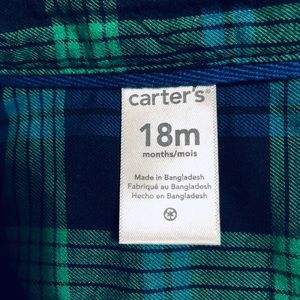 carter's®
18m
months/mois
Made in Bangladesh
Fabriqué au Bangladesh
Hecho en Bangladesh